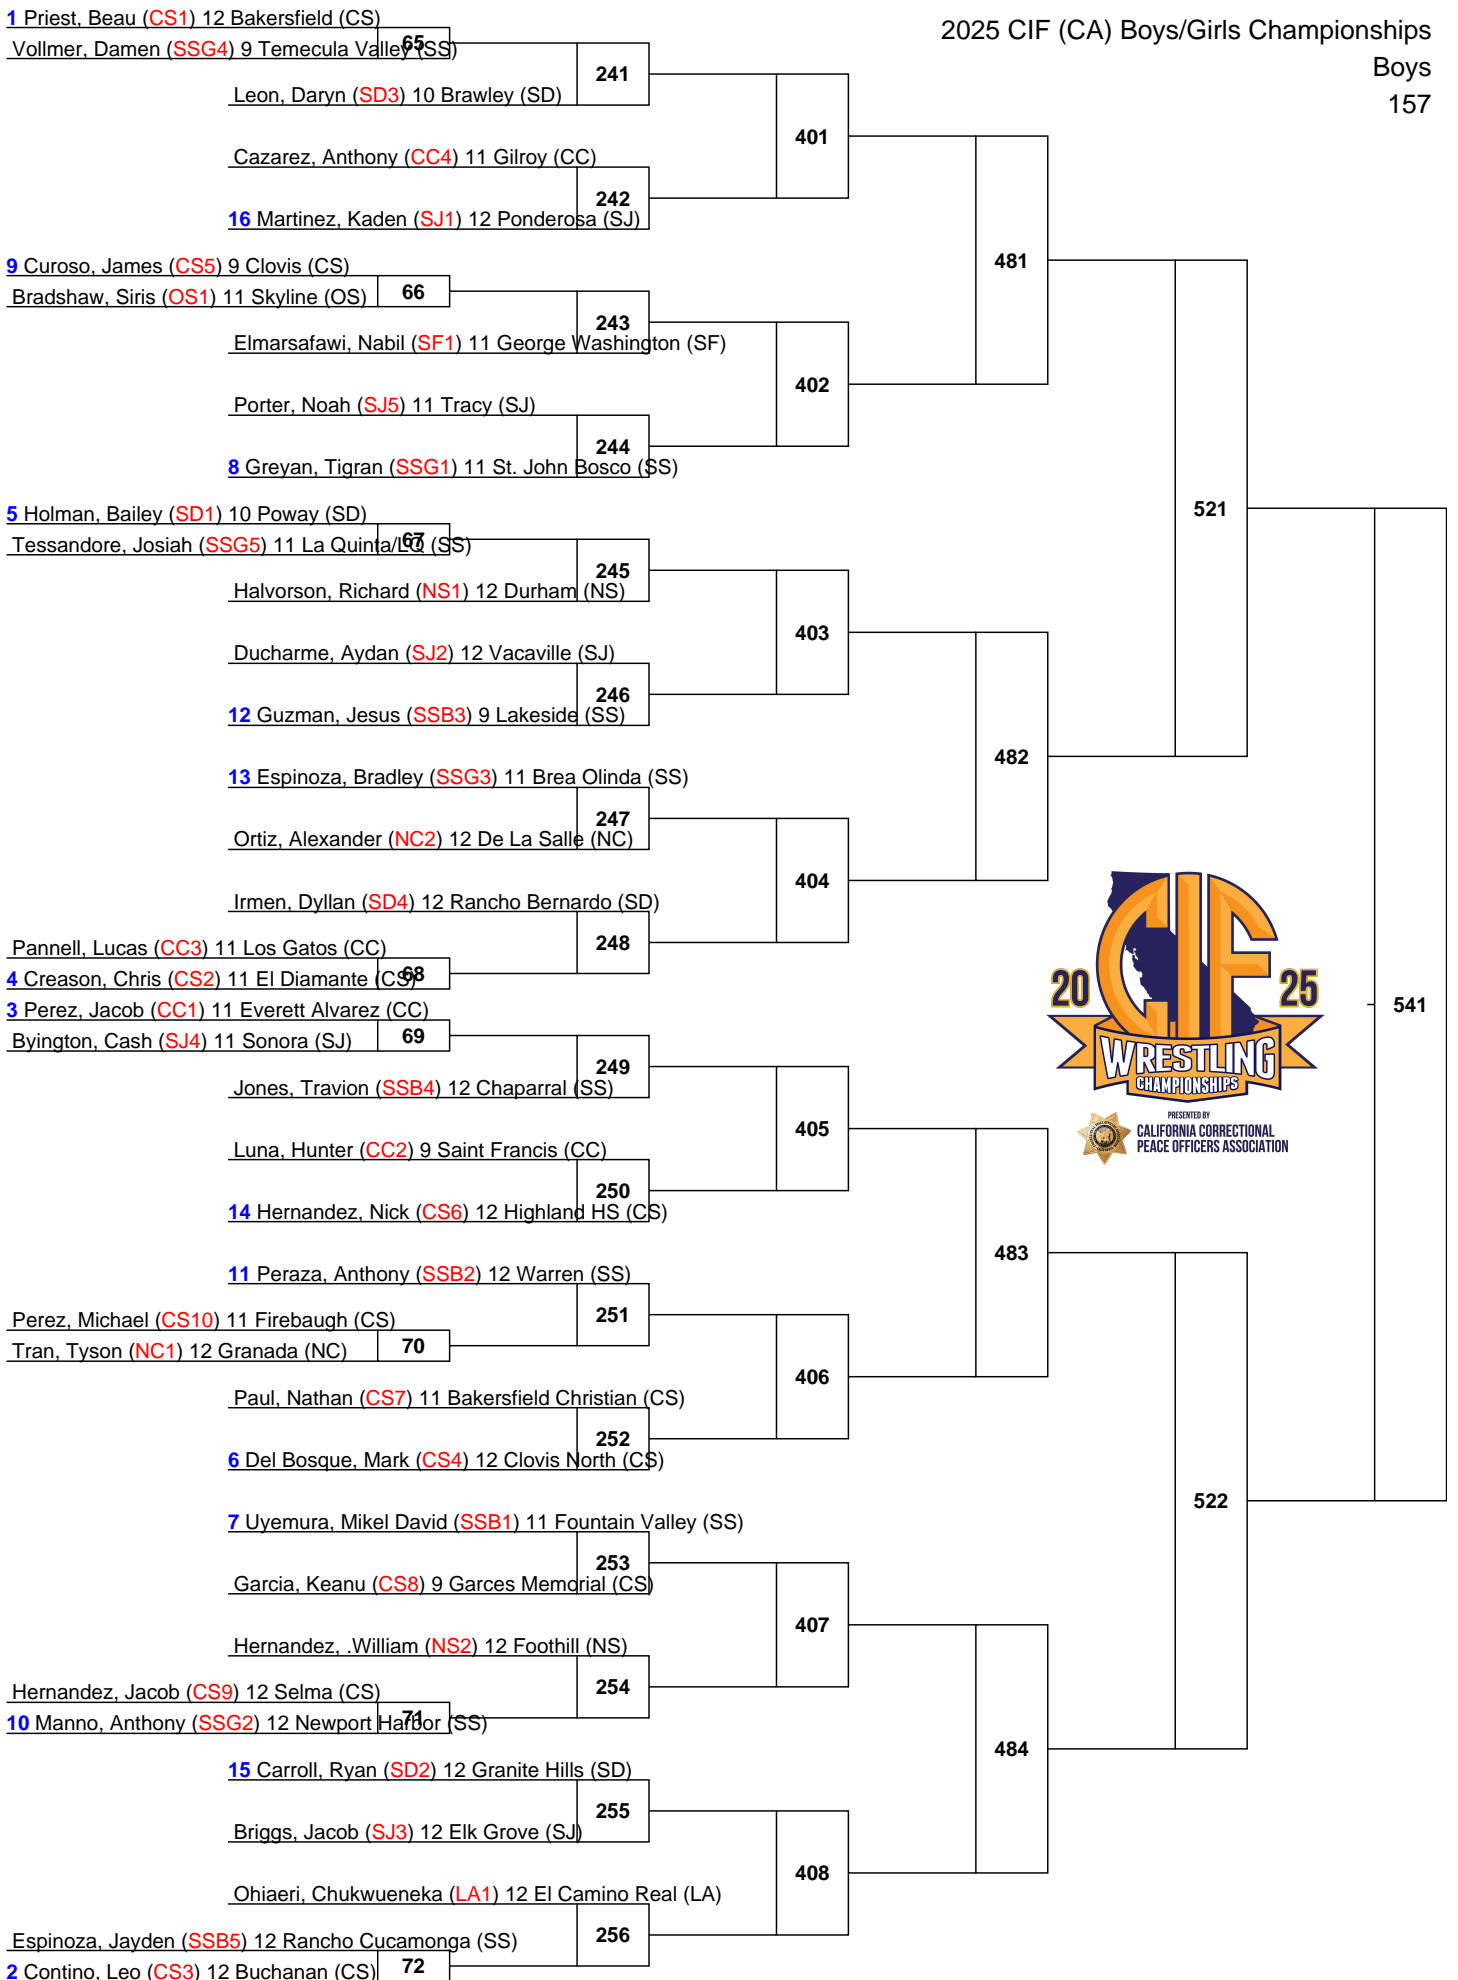 2025 CIF (CA) Boys/Girls Championships
Boys
157
1 Priest, Beau (CS1) 12 Bakersfield (CS)
65
Vollmer, Damen (SSG4) 9 Temecula Valley (SS)
241
Leon, Daryn (SD3) 10 Brawley (SD)
401
Cazarez, Anthony (CC4) 11 Gilroy (CC)
242
16 Martinez, Kaden (SJ1) 12 Ponderosa (SJ)
481
9 Curoso, James (CS5) 9 Clovis (CS)
66
Bradshaw, Siris (OS1) 11 Skyline (OS)
243
Elmarsafawi, Nabil (SF1) 11 George Washington (SF)
402
Porter, Noah (SJ5) 11 Tracy (SJ)
244
8 Greyan, Tigran (SSG1) 11 St. John Bosco (SS)
521
5 Holman, Bailey (SD1) 10 Poway (SD)
67
Tessandore, Josiah (SSG5) 11 La Quinta/LQ (SS)
245
Halvorson, Richard (NS1) 12 Durham (NS)
403
Ducharme, Aydan (SJ2) 12 Vacaville (SJ)
246
12 Guzman, Jesus (SSB3) 9 Lakeside (SS)
482
13 Espinoza, Bradley (SSG3) 11 Brea Olinda (SS)
247
Ortiz, Alexander (NC2) 12 De La Salle (NC)
404
Irmen, Dyllan (SD4) 12 Rancho Bernardo (SD)
248
Pannell, Lucas (CC3) 11 Los Gatos (CC)
68
4 Creason, Chris (CS2) 11 El Diamante (CS)
541
3 Perez, Jacob (CC1) 11 Everett Alvarez (CC)
69
Byington, Cash (SJ4) 11 Sonora (SJ)
249
Jones, Travion (SSB4) 12 Chaparral (SS)
405
Luna, Hunter (CC2) 9 Saint Francis (CC)
250
14 Hernandez, Nick (CS6) 12 Highland HS (CS)
483
11 Peraza, Anthony (SSB2) 12 Warren (SS)
251
Perez, Michael (CS10) 11 Firebaugh (CS)
70
Tran, Tyson (NC1) 12 Granada (NC)
406
Paul, Nathan (CS7) 11 Bakersfield Christian (CS)
252
6 Del Bosque, Mark (CS4) 12 Clovis North (CS)
522
7 Uyemura, Mikel David (SSB1) 11 Fountain Valley (SS)
253
Garcia, Keanu (CS8) 9 Garces Memorial (CS)
407
Hernandez, .William (NS2) 12 Foothill (NS)
254
Hernandez, Jacob (CS9) 12 Selma (CS)
71
10 Manno, Anthony (SSG2) 12 Newport Harbor (SS)
484
15 Carroll, Ryan (SD2) 12 Granite Hills (SD)
255
Briggs, Jacob (SJ3) 12 Elk Grove (SJ)
408
Ohiaeri, Chukwueneka (LA1) 12 El Camino Real (LA)
256
Espinoza, Jayden (SSB5) 12 Rancho Cucamonga (SS)
72
2 Contino, Leo (CS3) 12 Buchanan (CS)
20 CIF 25
WRESTLING
CHAMPIONSHIPS
PRESENTED BY
CALIFORNIA CORRECTIONAL
PEACE OFFICERS ASSOCIATION